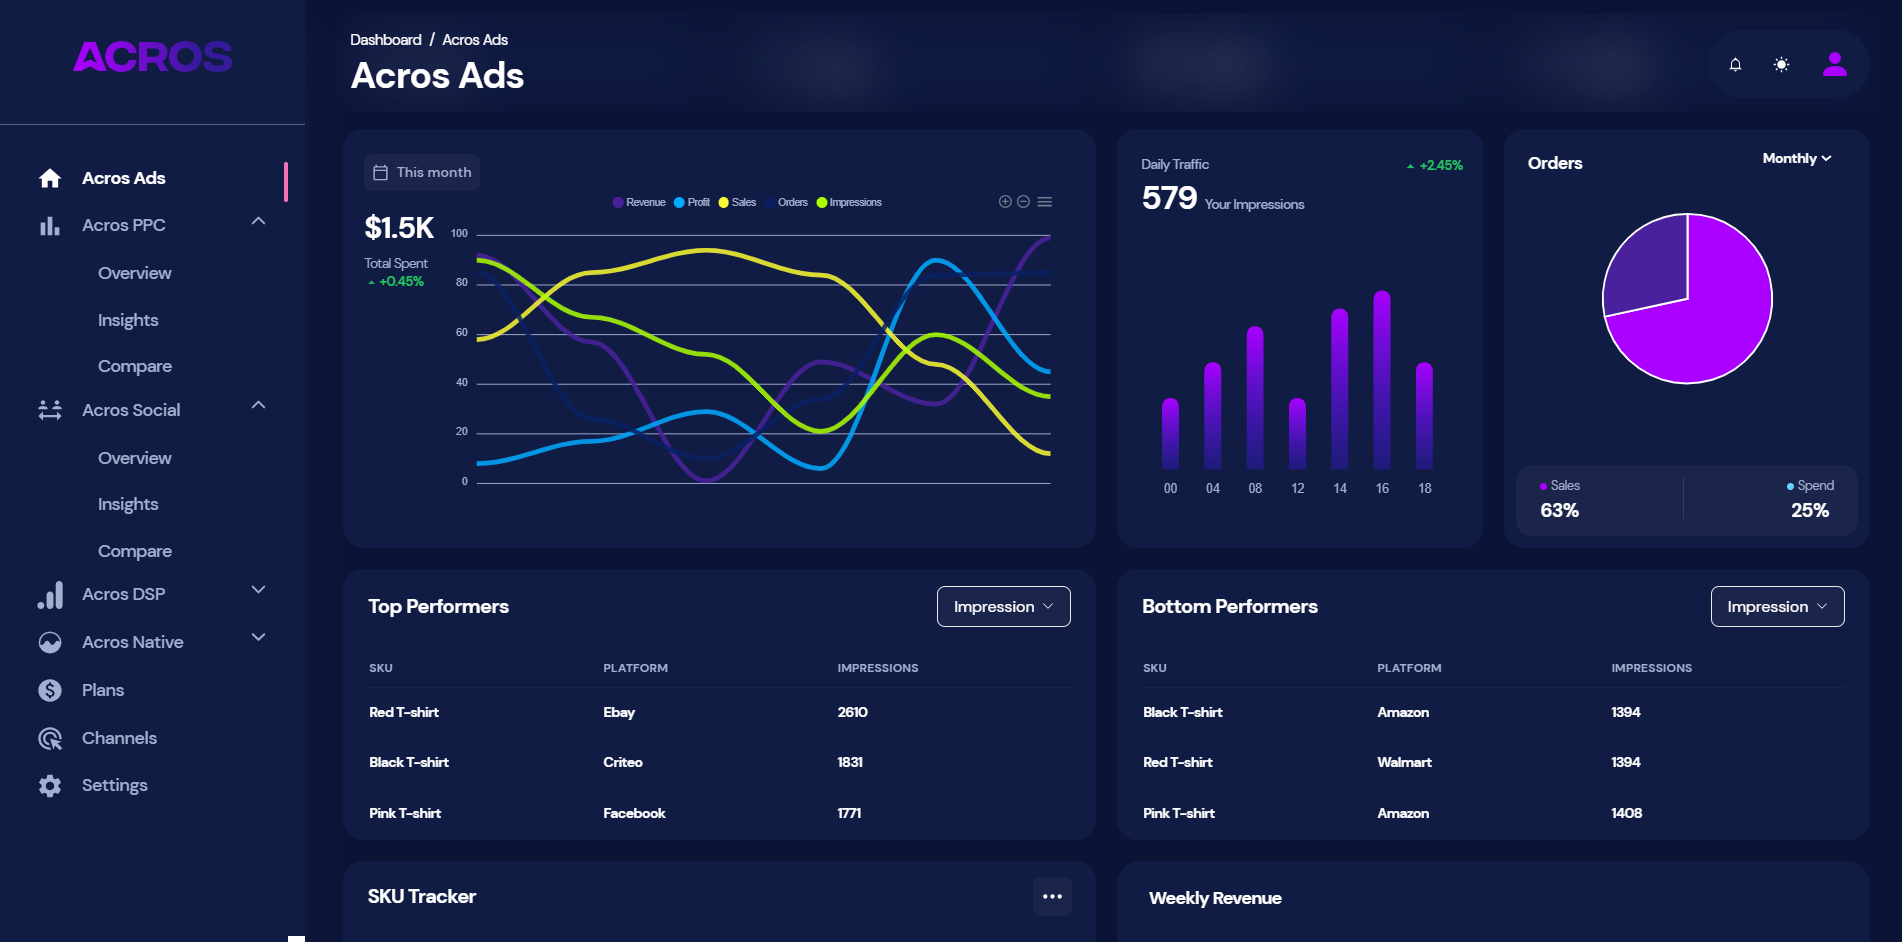 ACROS
Acros Ads
Acros PPC
Overview
Insights
Compare
Acros Social
Overview
Insights
Compare
Acros DSP
Acros Native
Plans
Channels
Settings
Dashboard / Acros Ads
Acros Ads
This month
$1.5K
Total Spent
+0.45%
Revenue Profit Sales Orders Impressions
100
80
60
40
20
0
Daily Traffic
+2.45%
579 Your Impressions
00 04 08 12 14 16 18
Orders
Monthly
Sales
63%
Spend
25%
Top Performers
Impression
SKU PLATFORM IMPRESSIONS
Red T-shirt Ebay 2610
Black T-shirt Criteo 1831
Pink T-shirt Facebook 1771
Bottom Performers
Impression
SKU PLATFORM IMPRESSIONS
Black T-shirt Amazon 1394
Red T-shirt Walmart 1394
Pink T-shirt Amazon 1408
SKU Tracker
Weekly Revenue